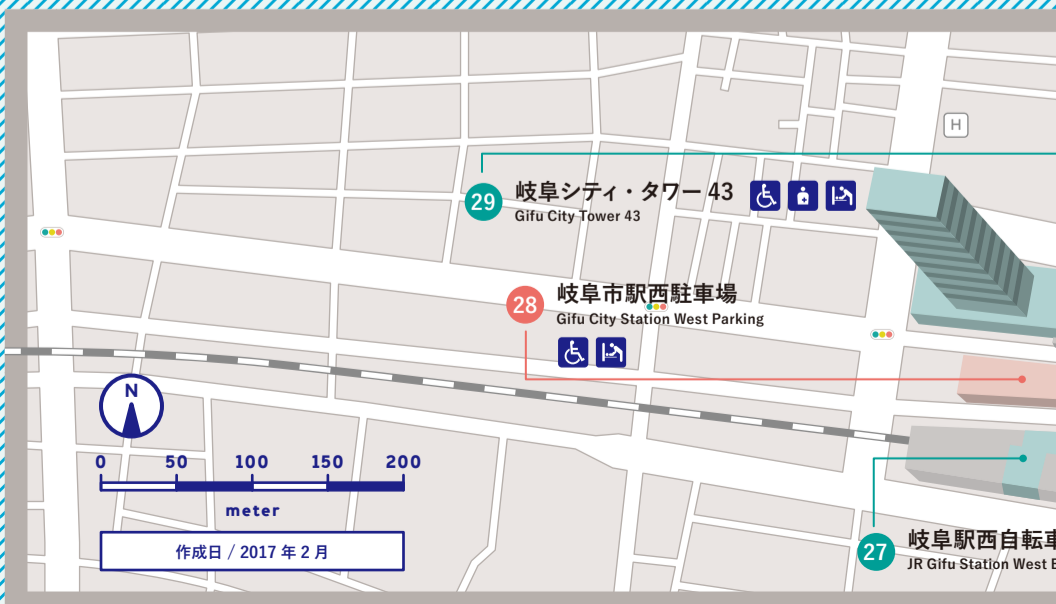 H
29
岐阜シティ・タワー 43
Gifu City Tower 43
28
岐阜市駅西駐車場
Gifu City Station West Parking
N
0 50 100 150 200
meter
作成日 / 2017 年 2 月
27
岐阜駅西自転
JR Gifu Station West